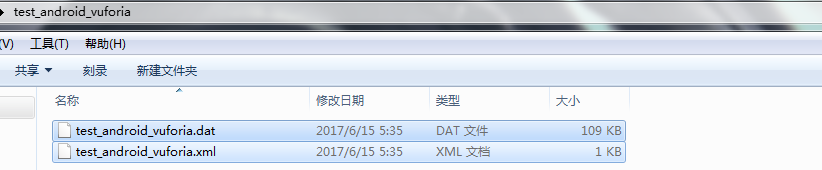 test_android_vuforia
(V) 工具(T) 帮助(H)
共享 刻录 新建文件夹
名称 修改日期 类型 大小
test_android_vuforia.dat 2017/6/15 5:35 DAT 文件 109 KB
test_android_vuforia.xml 2017/6/15 5:35 XML 文档 1 KB